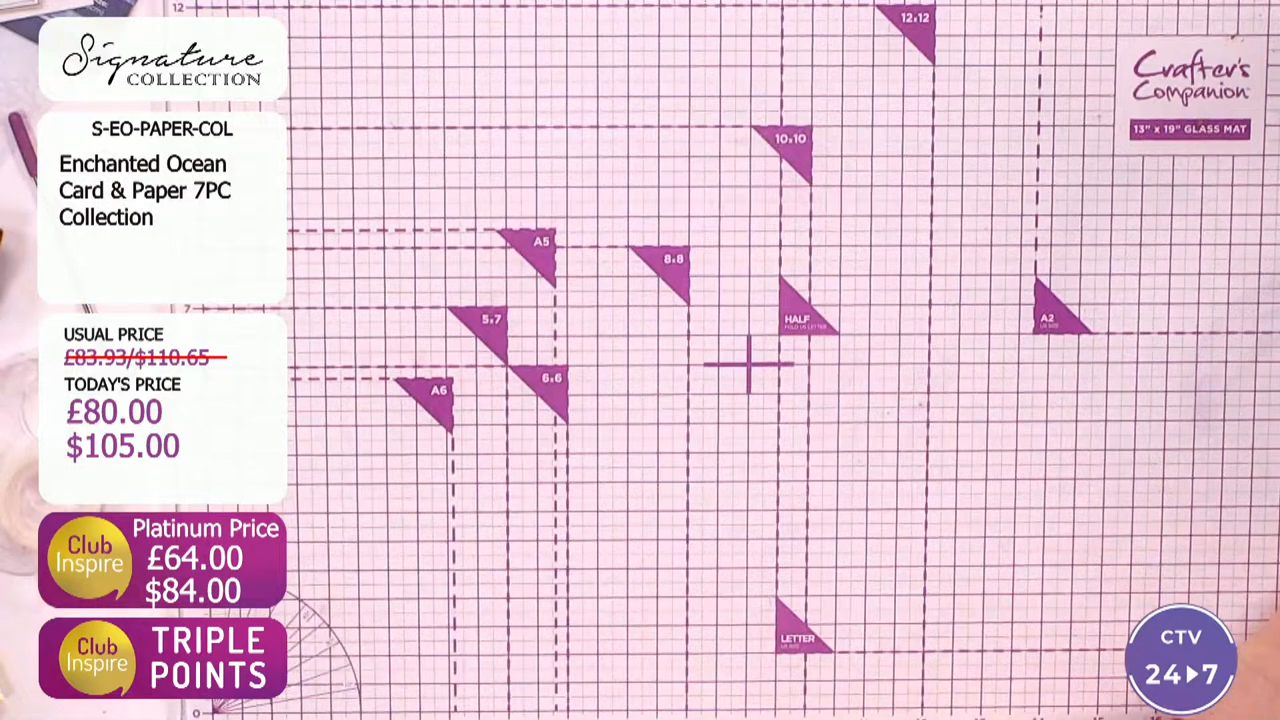 Signature
COLLECTION
S-EO-PAPER-COL
Enchanted Ocean
Card & Paper 7PC
Collection
USUAL PRICE
£83.93/$110.65
TODAY'S PRICE
£80.00
$105.00
Club
Inspire
Platinum Price
£64.00
$84.00
Club
Inspire
TRIPLE
POINTS
12
12x12
Crafter's
Companion
13" x 19" GLASS MAT
10x10
A5
8x8
7
5x7
HALF
A2
6x6
A6
LETTER
0
CTV
24▶7